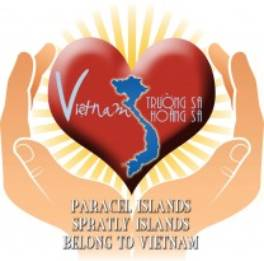 Vietnam
TRƯỜNG SA
HOÀNG SA
PARACEL ISLANDS
SPRATLY ISLANDS
BELONG TO VIETNAM